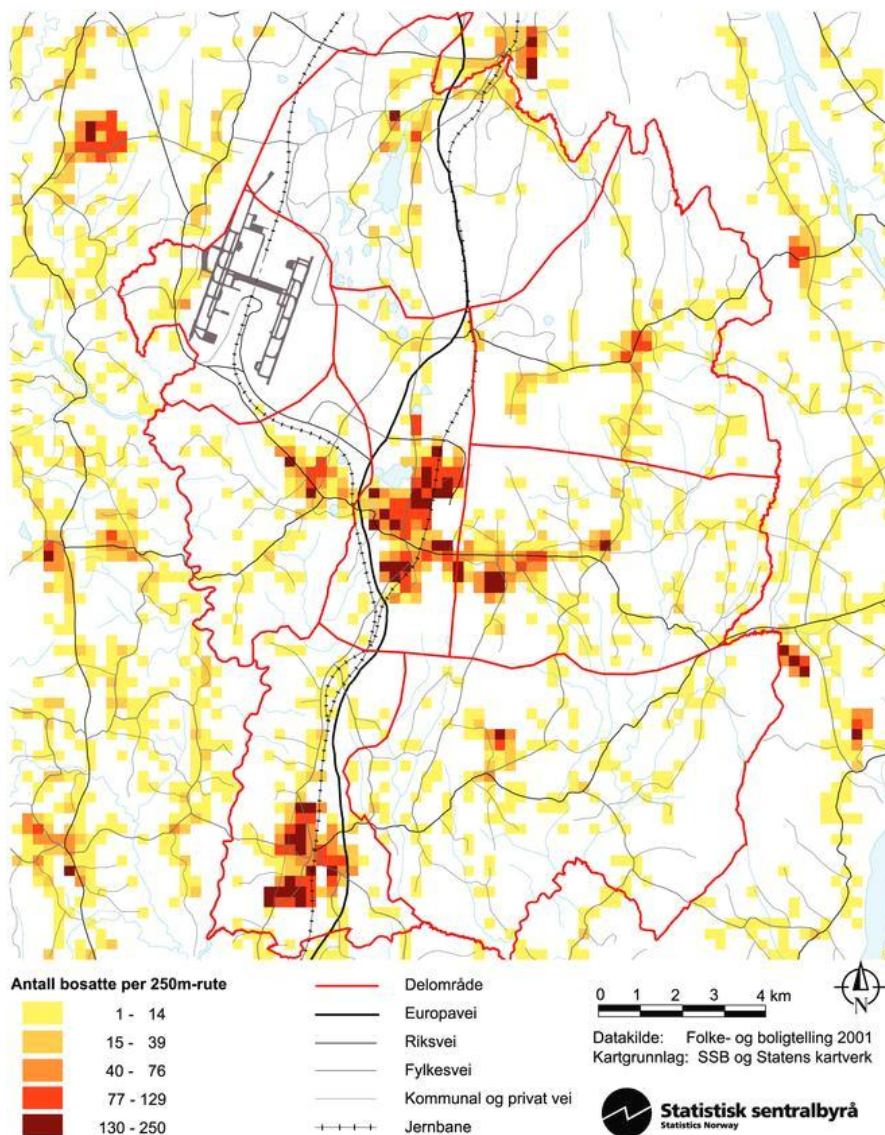 Antall bosatte per 250m-rute
1 - 14
15 - 39
40 - 76
77 - 129
130 - 250
Delområde
Europavei
Riksvei
Fylkesvei
Kommunal og privat vei
Jernbane
0 1 2 3 4 km
N
Datakilde: Folke- og boligtelling 2001
Kartgrunnlag: SSB og Statens kartverk
Statistisk sentralbyrå
Statistics Norway